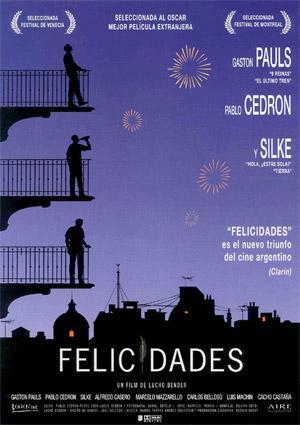 SELECCIONADA
FESTIVAL DE VENECIA
SELECCIONADA AL OSCAR
MEJOR PELÍCULA EXTRANJERA
SELECCIONADA
FESTIVAL DE MONTREAL
GASTON PAULS
"9 REINAS"
"EL ÚLTIMO TREN"
PABLO CEDRON
Y SILKE
"HOLA, ¿ESTÁS SOLA?"
"TIERRA"
"FELICIDADES"
es el nuevo triunfo
del cine argentino
(Clarín)
FELICIDADES
UN FILM DE LUCHO BENDER
GASTON PAULS PABLO CEDRON SILKE ALFREDO CASERO MARCELO MAZZARELLO CARLOS BELLOSO LUIS MACHIN CACHO CASTAÑA
AIRE